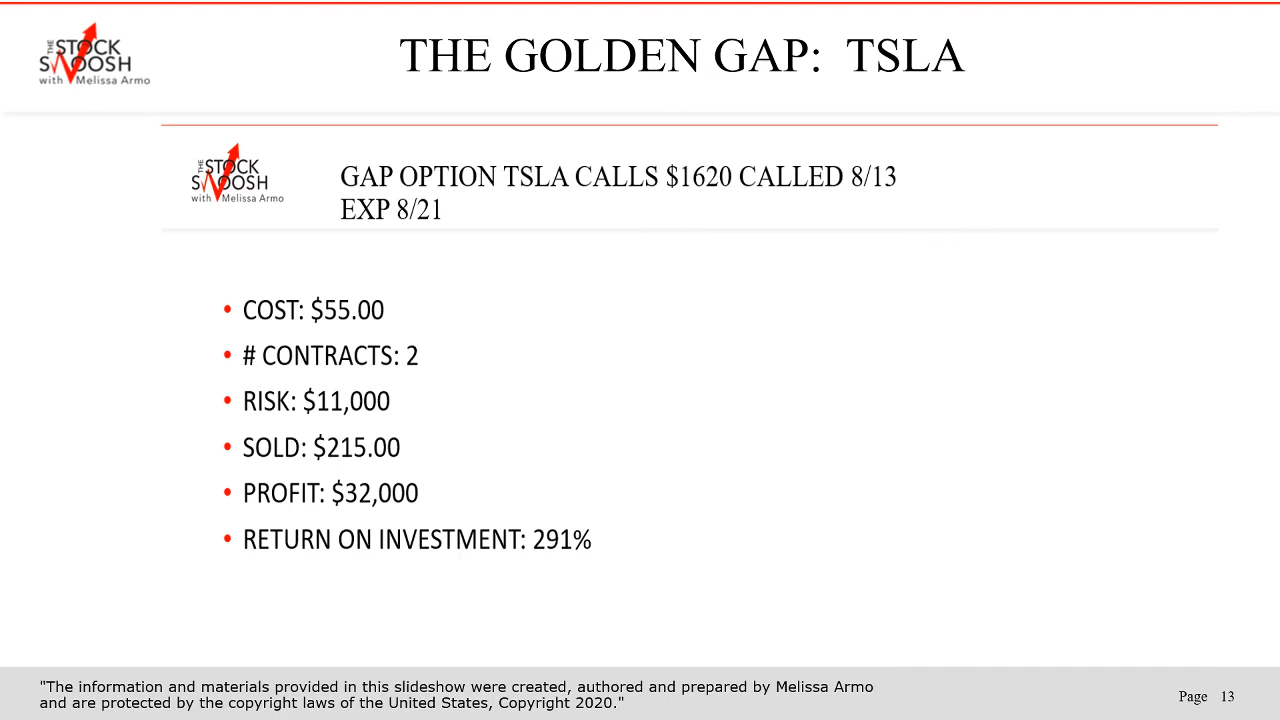 THE STOCK
SWOOSH
with Melissa Armo
THE GOLDEN GAP: TSLA
THE STOCK
SWOOSH
with Melissa Armo
GAP OPTION TSLA CALLS $1620 CALLED 8/13
EXP 8/21
• COST: $55.00
• # CONTRACTS: 2
• RISK: $11,000
• SOLD: $215.00
• PROFIT: $32,000
• RETURN ON INVESTMENT: 291%
"The information and materials provided in this slideshow were created, authored and prepared by Melissa Armo
and are protected by the copyright laws of the United States, Copyright 2020."
Page 13